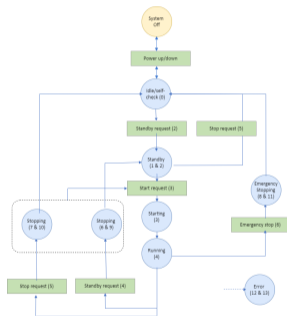 System
Off
Power up/down
Idle/self-
check (0)
Standby request (2)
Stop request (5)
Standby
(1 & 2)
Start request (3)
Emergency
Stopping
(8 & 11)
Stopping
(7 & 10)
Stopping
(6 & 9)
Starting
(3)
Emergency stop (6)
Running
(4)
Stop request (5)
Standby request (4)
Error
(12 & 13)